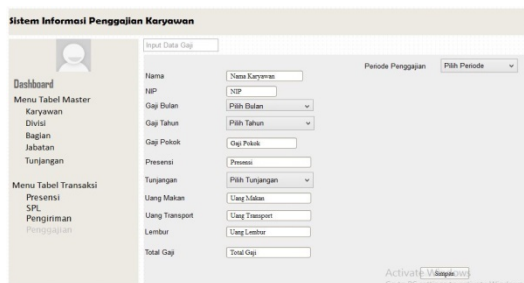 Sistem Informasi Penggajian Karyawan
Input Data Gaji
Dashboard
Menu Tabel Master
Karyawan
Divisi
Bagian
Jabatan
Tunjangan
Menu Tabel Transaksi
Presensi
SPL
Pengiriman
Penggajian
Periode Penggajian Pilih Periode
Nama Nama Karyawan
NIP NIP
Gaji Bulan Pilih Bulan
Gaji Tahun Pilih Tahun
Gaji Pokok Gaji Pokok
Presensi Presensi
Tunjangan Pilih Tunjangan
Uang Makan Uang Makan
Uang Transport Uang Transport
Lembur Uang Lembur
Total Gaji Total Gaji
Simpan
Activate Windows